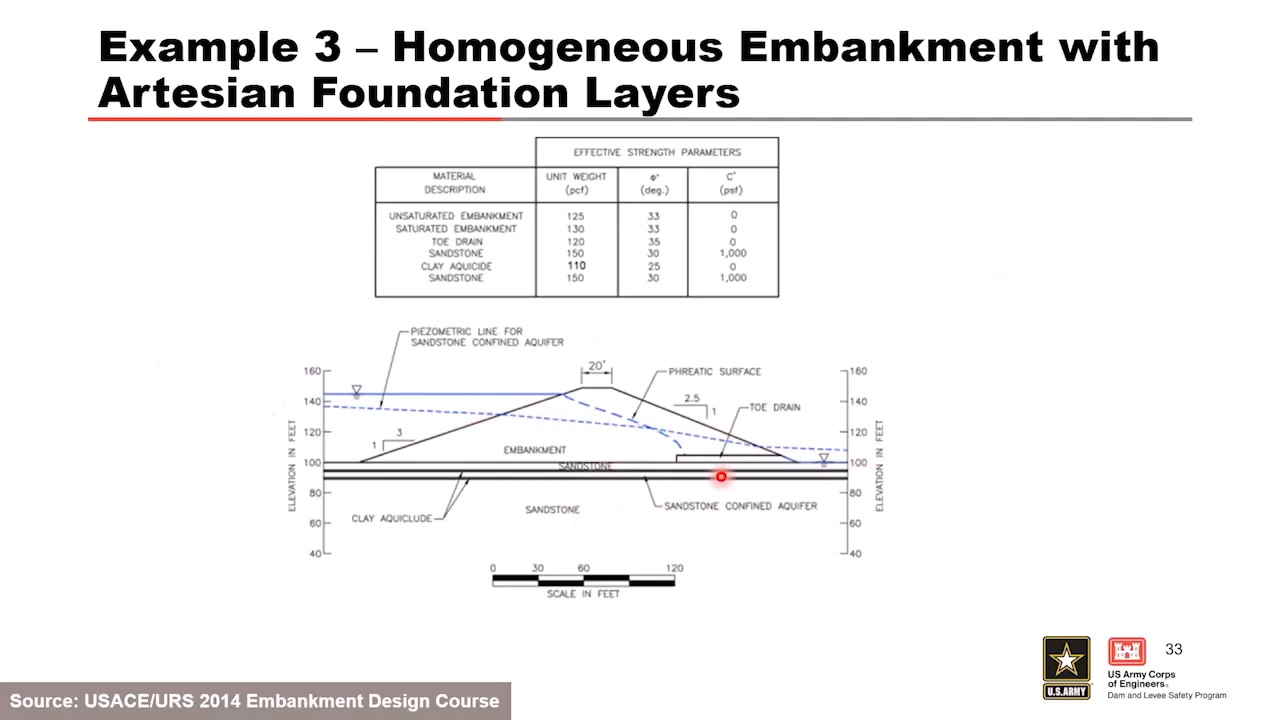 Example 3 – Homogeneous Embankment with
Artesian Foundation Layers
EFFECTIVE STRENGTH PARAMETERS
MATERIAL DESCRIPTION UNIT WEIGHT (pcf) ϕ' (deg.) C' (psf)
UNSATURATED EMBANKMENT 125 33 0
SATURATED EMBANKMENT 130 33 0
TOE DRAIN 120 35 0
SANDSTONE 150 30 1,000
CLAY AQUICIDE 110 25 0
SANDSTONE 150 30 1,000
PIEZOMETRIC LINE FOR
SANDSTONE CONFINED AQUIFER
160
140
120
100
80
60
40
ELEVATION IN FEET
20'
PHREATIC SURFACE
2.5
1
TOE DRAIN
3
1
EMBANKMENT
SANDSTONE
CLAY AQUICLUDE
SANDSTONE
SANDSTONE CONFINED AQUIFER
160
140
120
100
80
60
40
ELEVATION IN FEET
0 30 60 120
SCALE IN FEET
U.S.ARMY
US Army Corps
of Engineers®
Dam and Levee Safety Program
33
Source: USACE/URS 2014 Embankment Design Course